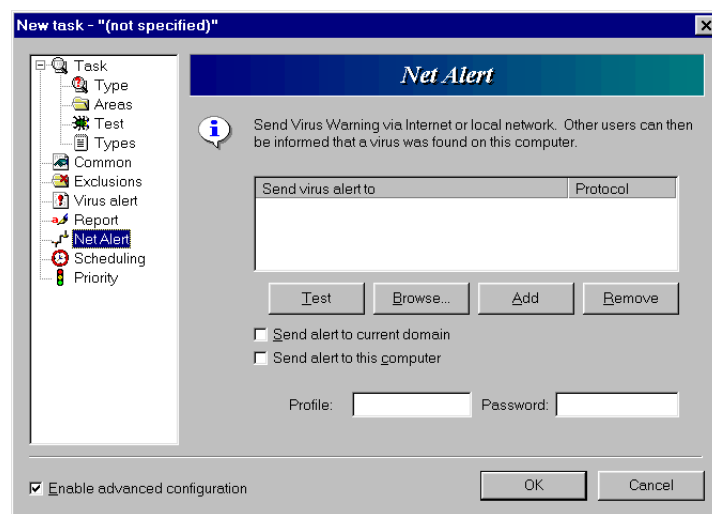 New task - "(not specified)"
Task
Type
Areas
Test
Types
Common
Exclusions
Virus alert
Report
Net Alert
Scheduling
Priority
Net Alert
Send Virus Warning via Internet or local network. Other users can then
be informed that a virus was found on this computer.
Send virus alert to Protocol
Test Browse... Add Remove
Send alert to current domain
Send alert to this computer
Profile: Password:
Enable advanced configuration
OK Cancel